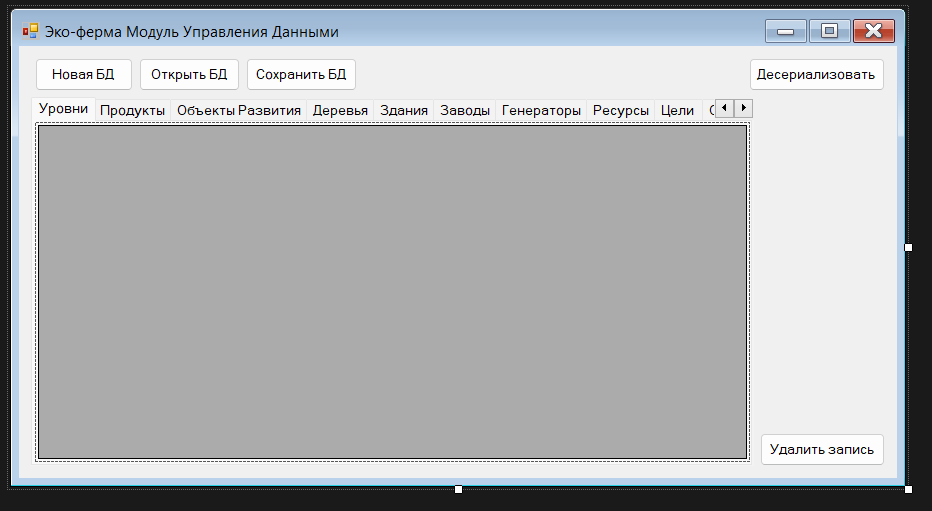 Эко-ферма Модуль Управления Данными
Новая БД Открыть БД Сохранить БД Десериализовать
Уровни Продукты Объекты Развития Деревья Здания Заводы Генераторы Ресурсы Цели
Удалить запись